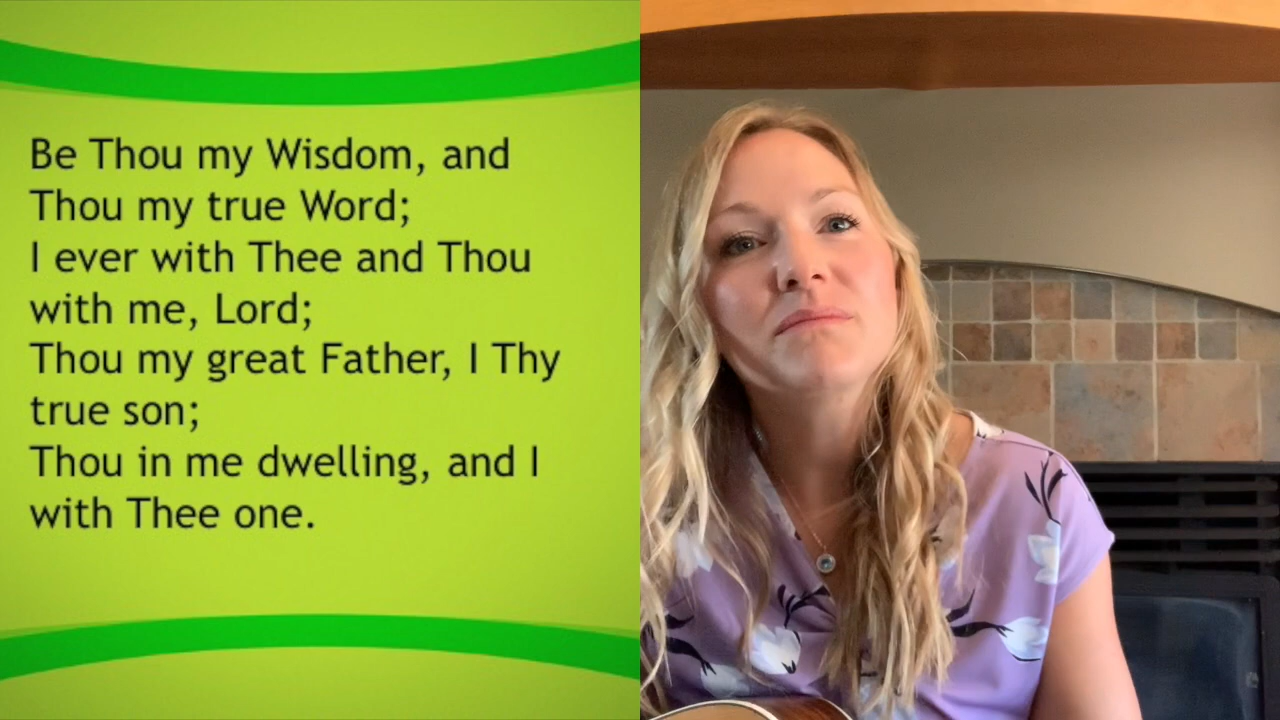 Be Thou my Wisdom, and
Thou my true Word;
I ever with Thee and Thou
with me, Lord;
Thou my great Father, I Thy
true son;
Thou in me dwelling, and I
with Thee one.